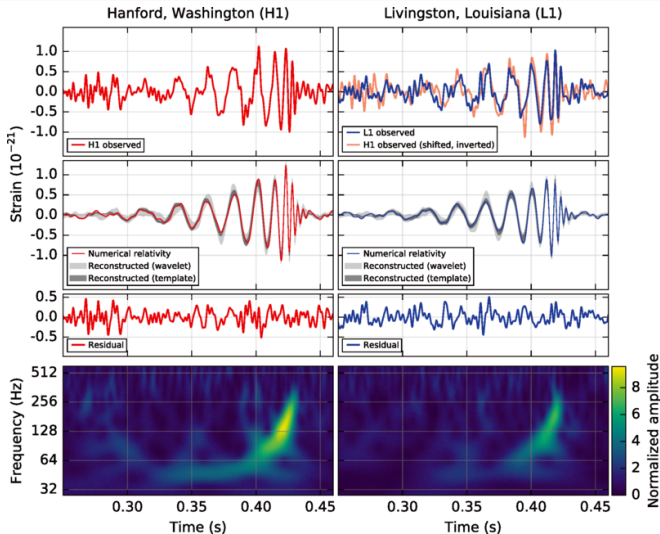 Hanford, Washington (H1)
Livingston, Louisiana (L1)
1.0
0.5
0.0
-0.5
-1.0
H1 observed
L1 observed
H1 observed (shifted, inverted)
Strain (10⁻²¹)
1.0
0.5
0.0
-0.5
-1.0
Numerical relativity
Reconstructed (wavelet)
Reconstructed (template)
Numerical relativity
Reconstructed (wavelet)
Reconstructed (template)
0.5
0.0
-0.5
Residual
Residual
Frequency (Hz)
512
256
128
64
32
8
6
4
2
0
Normalized amplitude
0.30
0.35
0.40
0.45
0.30
0.35
0.40
0.45
Time (s)
Time (s)